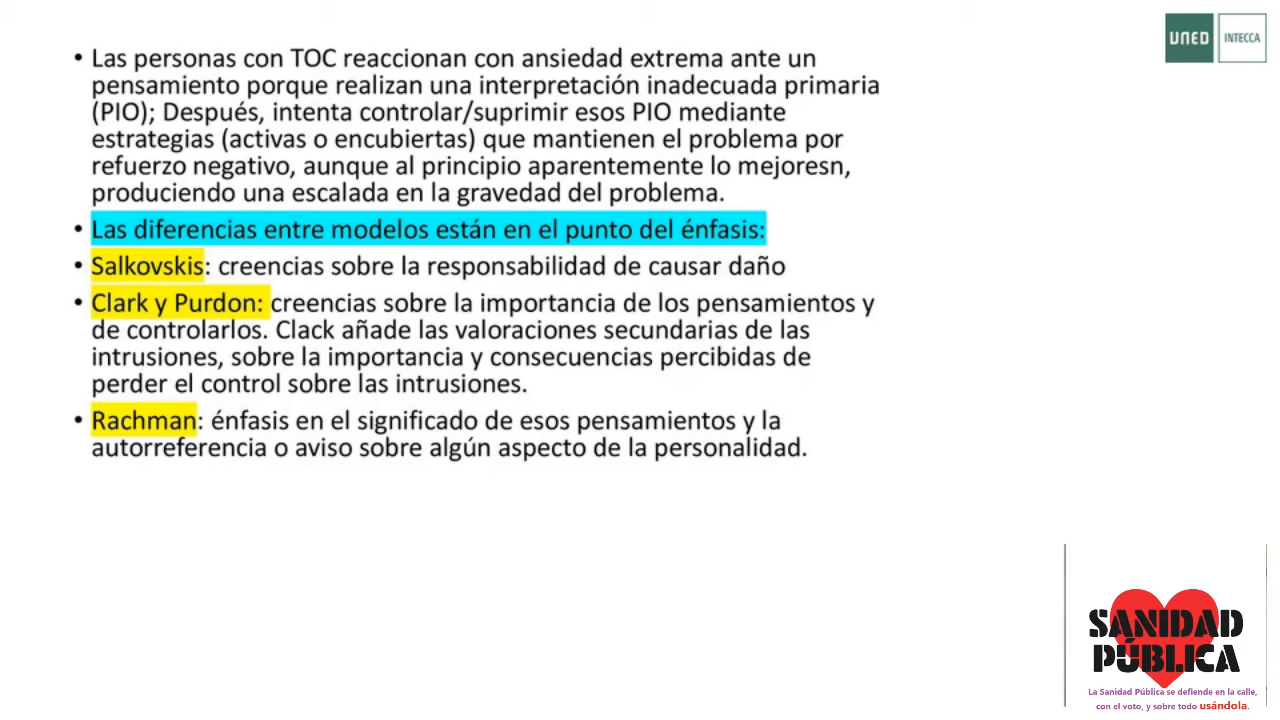 • Las personas con TOC reaccionan con ansiedad extrema ante un
pensamiento porque realizan una interpretación inadecuada primaria
(PIO); Después, intenta controlar/suprimir esos PIO mediante
estrategias (activas o encubiertas) que mantienen el problema por
refuerzo negativo, aunque al principio aparentemente lo mejoresn,
produciendo una escalada en la gravedad del problema.
• Las diferencias entre modelos están en el punto del énfasis:
• Salkovskis: creencias sobre la responsabilidad de causar daño
• Clark y Purdon: creencias sobre la importancia de los pensamientos y
de controlarlos. Clack añade las valoraciones secundarias de las
intrusiones, sobre la importancia y consecuencias percibidas de
perder el control sobre las intrusiones.
• Rachman: énfasis en el significado de esos pensamientos y la
autorreferencia o aviso sobre algún aspecto de la personalidad.
UNED INTECCA
SANIDAD
PÚBLICA
La Sanidad Pública se defiende en la calle,
con el voto, y sobre todo usándola.